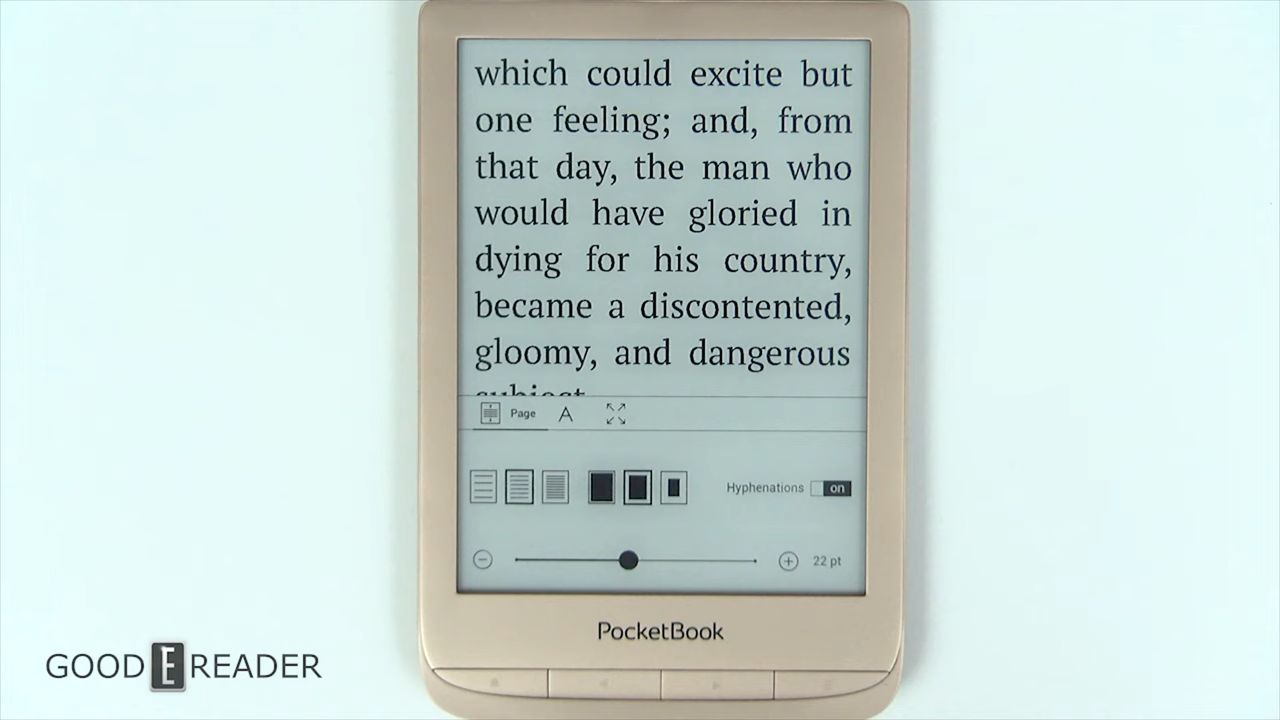 which could excite but
one feeling; and, from
that day, the man who
would have gloried in
dying for his country,
became a discontented,
gloomy, and dangerous
subject
Page A
Hyphenations on
22 pt
PocketBook
GOOD E READER